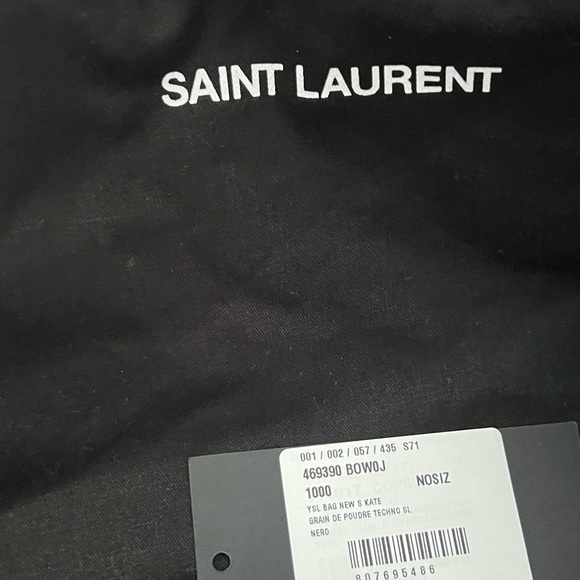 SAINT LAURENT
001 / 002 / 057 / 435 S71
469390 BOW0J
1000 NOSIZ
YSL BAG NEW S KATE
GRAIN DE POUDRE TECHNO SL
NERO
807695486